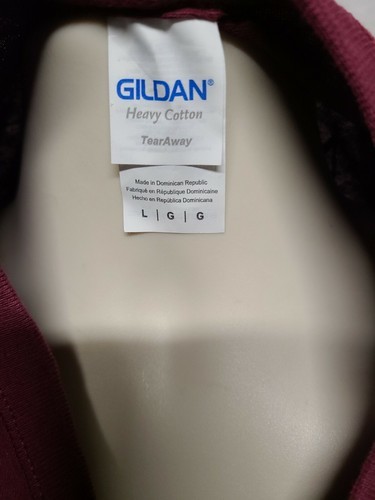 GILDAN®
Heavy Cotton
TearAway
Made in Dominican Republic
Fabriqué en République Dominicaine
Hecho en República Dominicana
L | G | G